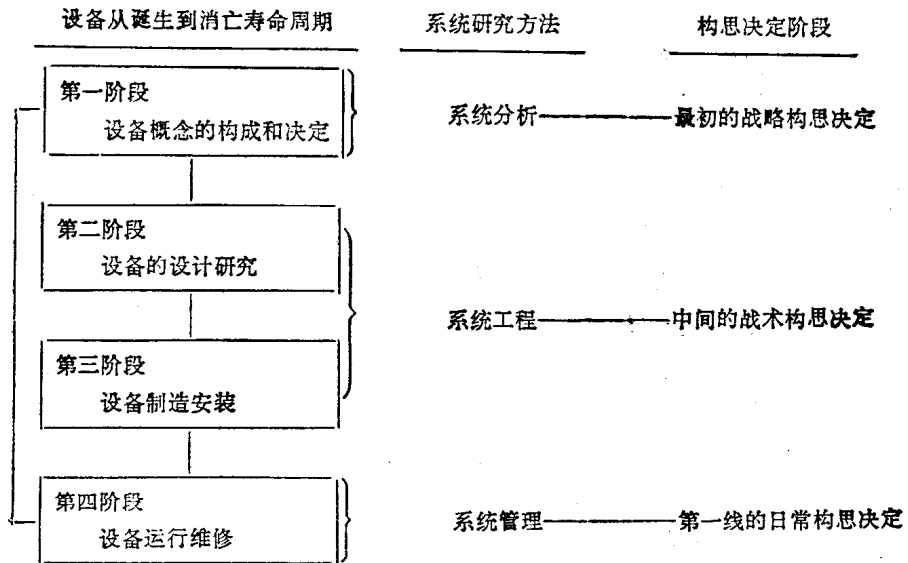 设备从诞生到消亡寿命周期 系统研究方法 构思决定阶段
第一阶段
设备概念的构成和决定
系统分析 最初的战略构思决定
第二阶段
设备的设计研究
系统工程 中间的战术构思决定
第三阶段
设备制造安装
第四阶段
设备运行维修
系统管理 第一线的日常构思决定